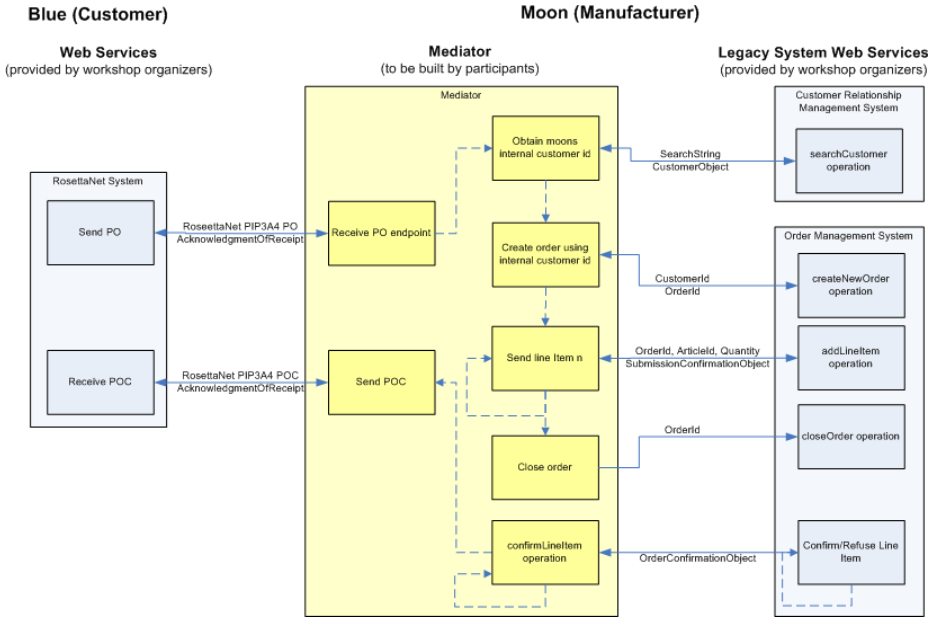 Blue (Customer)
Moon (Manufacturer)
Web Services
(provided by workshop organizers)
Mediator
(to be built by participants)
Legacy System Web Services
(provided by workshop organizers)
Mediator
Customer Relationship
Management System
Obtain moons
internal customer id
SearchString
CustomerObject
searchCustomer
operation
RosettaNet System
Send PO
RoseettaNet PIP3A4 PO
AcknowledgmentOfReceipt
Receive PO endpoint
Create order using
internal customer id
Order Management System
CustomerId
OrderId
createNewOrder
operation
Send line Item n
OrderId, ArticleId, Quantity
SubmissionConfirmationObject
addLineItem
operation
Receive POC
RosettaNet PIP3A4 POC
AcknowledgmentOfReceipt
Send POC
Close order
OrderId
closeOrder operation
confirmLineItem
operation
OrderConfirmationObject
Confirm/Refuse Line
Item